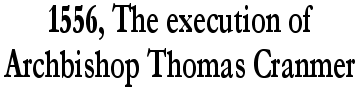 1556, The execution of
Archbishop Thomas Cranmer